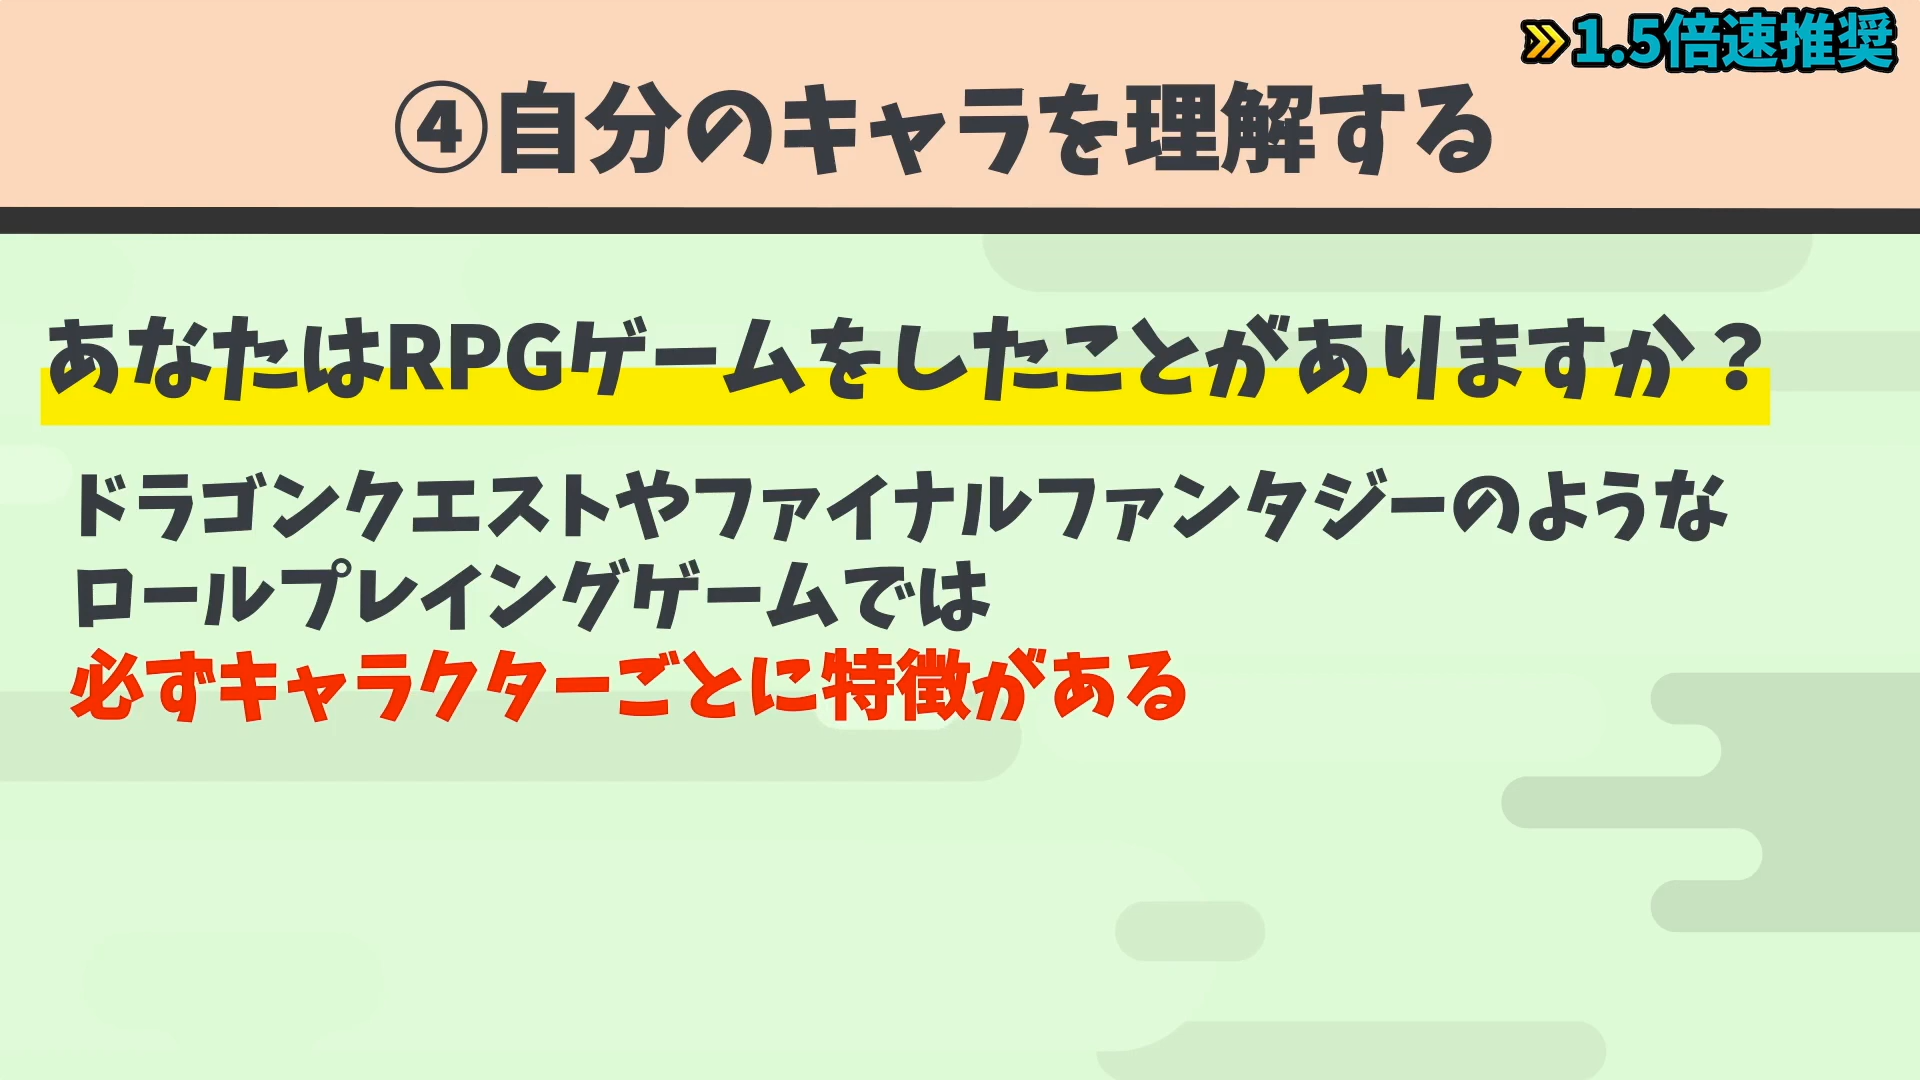 1.5倍速推奨
④自分のキャラを理解する
あなたはRPGゲームをしたことがありますか？
ドラゴンクエストやファイナルファンタジーのような
ロールプレイングゲームでは
必ずキャラクターごとに特徴がある